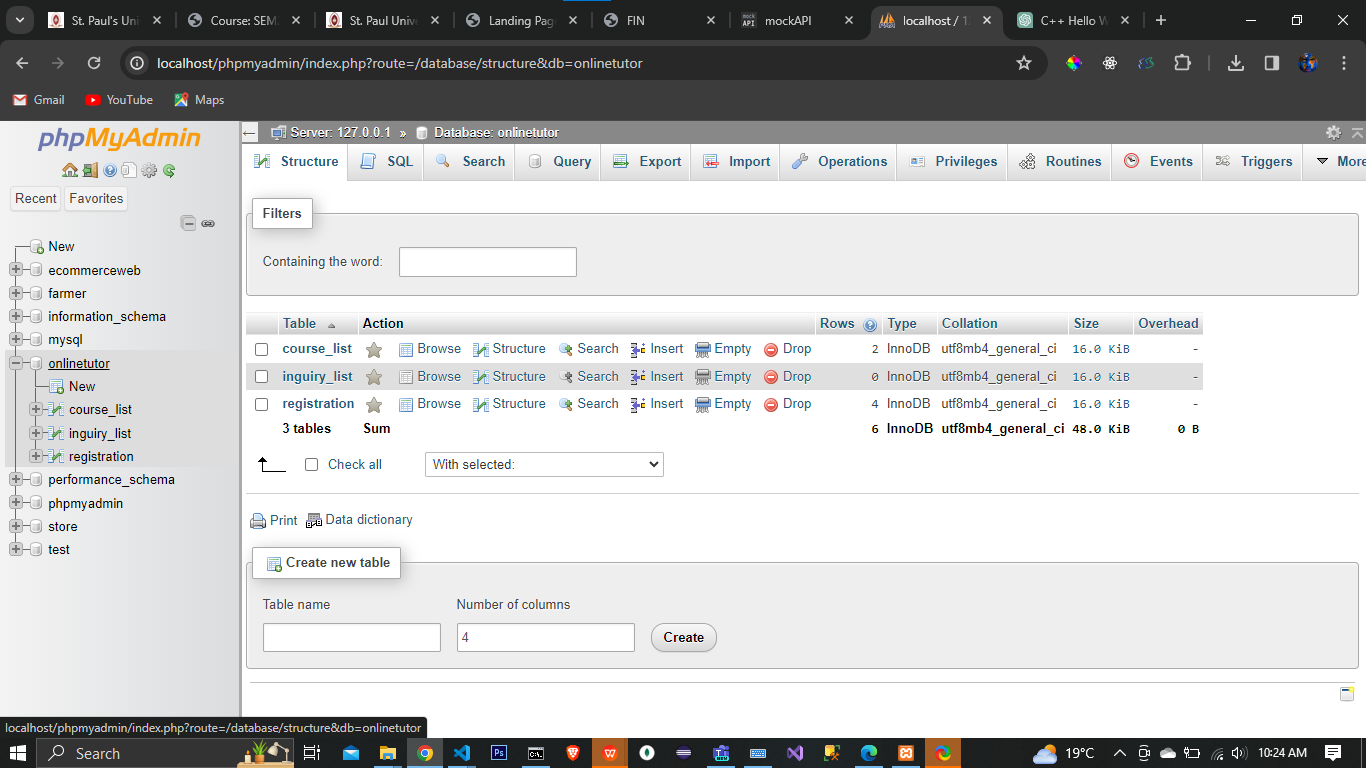 St. Paul's Uni
Course: SEM
St. Paul Unive
Landing Page
FIN
mock API
mockAPI
localhost / 12
C++ Hello W
localhost/phpmyadmin/index.php?route=/database/structure&db=onlinetutor
Gmail
YouTube
Maps
phpMyAdmin
Recent
Favorites
New
ecommerceweb
farmer
information_schema
mysql
onlinetutor
New
course_list
inguiry_list
registration
performance_schema
phpmyadmin
store
test
Server: 127.0.0.1 » Database: onlinetutor
Structure SQL Search Query Export Import Operations Privileges Routines Events Triggers More
Filters
Containing the word:
Table Action Rows Type Collation Size Overhead
course_list Browse Structure Search Insert Empty Drop 2 InnoDB utf8mb4_general_ci 16.0 KiB -
inguiry_list Browse Structure Search Insert Empty Drop 0 InnoDB utf8mb4_general_ci 16.0 KiB -
registration Browse Structure Search Insert Empty Drop 4 InnoDB utf8mb4_general_ci 16.0 KiB -
3 tables Sum 6 InnoDB utf8mb4_general_ci 48.0 KiB 0 B
Check all With selected:
Print Data dictionary
Create new table
Table name Number of columns
4 Create
localhost/phpmyadmin/index.php?route=/database/structure&db=onlinetutor
Search
19°C
10:24 AM